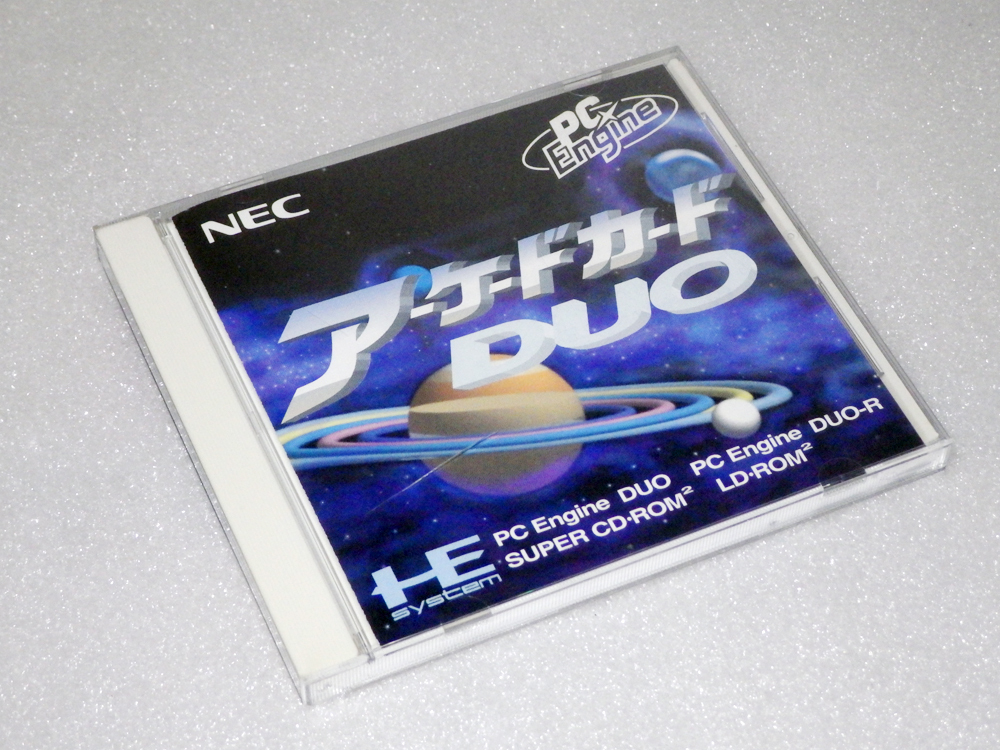 NEC
PC Engine
アーケードカード
DUO
PC Engine DUO PC Engine DUO-R
SUPER CD・ROM² LD・ROM²
HE
system